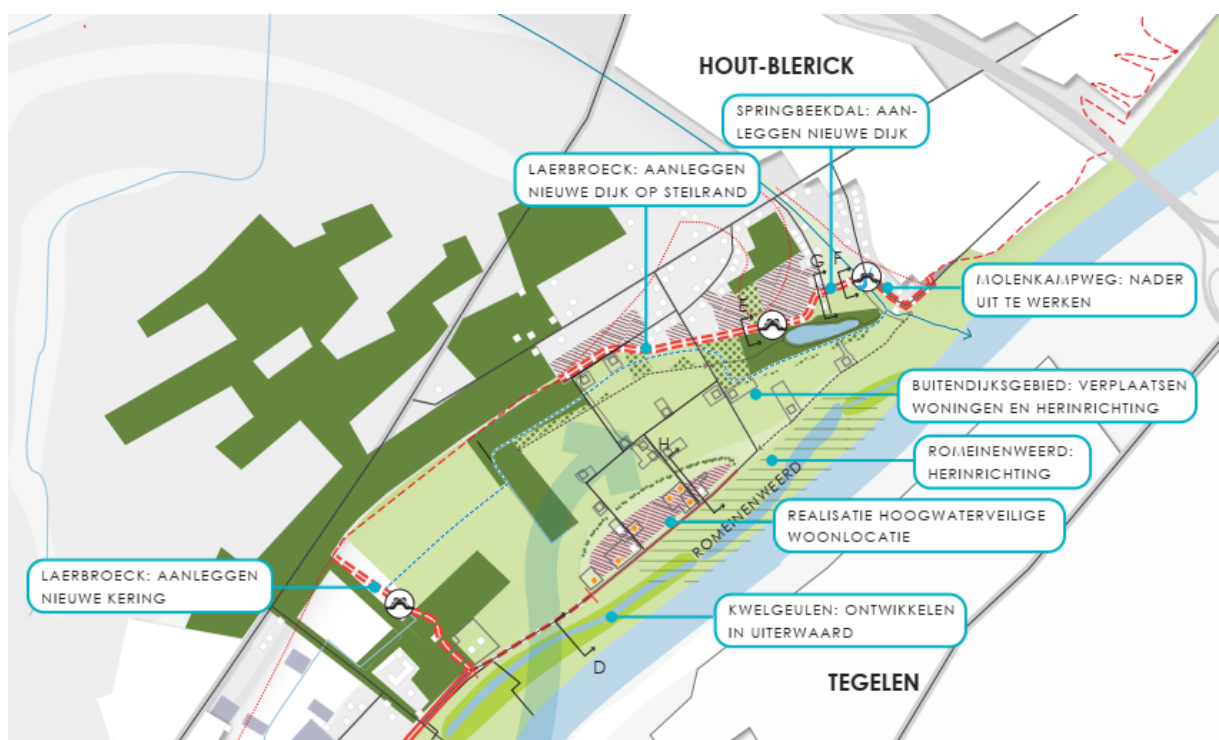 HOUT-BLERICK
SPRINGBEEKDAL: AAN-
LEGGEN NIEUWE DIJK
LAERBROECK: AANLEGGEN
NIEUWE DIJK OP STEILRAND
G
F
E
MOLENKAMPWEG: NADER
UIT TE WERKEN
BUITENDIJKSGEBIED: VERPLAATSEN
WONINGEN EN HERINRICHTING
H
ROMEINENWEERD:
HERINRICHTING
ROMEINENWEERD
REALISATIE HOOGWATERVEILIGE
WOONLOCATIE
LAERBROECK: AANLEGGEN
NIEUWE KERING
KWELGEULEN: ONTWIKKELEN
IN UITERWAARD
D
TEGELEN